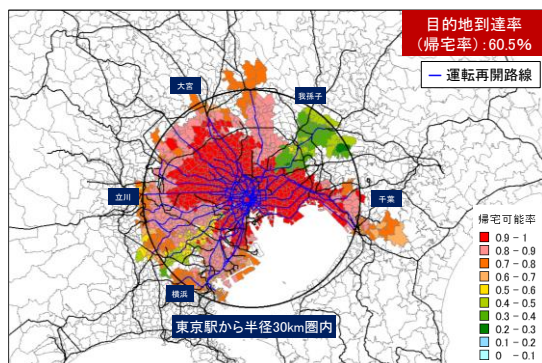 目的地到達率
（帰宅率）：60.5%
運転再開路線
大宮
我孫子
立川
千葉
横浜
東京駅から半径30km圏内
帰宅可能率
0.9 - 1
0.8 - 0.9
0.7 - 0.8
0.6 - 0.7
0.5 - 0.6
0.4 - 0.5
0.3 - 0.4
0.2 - 0.3
0.1 - 0.2
0 - 0.1